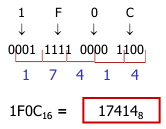 1 F 0 C
0001 1111 0000 1100
1 7 4 1 4
1F0C₁₆ = 17414₈